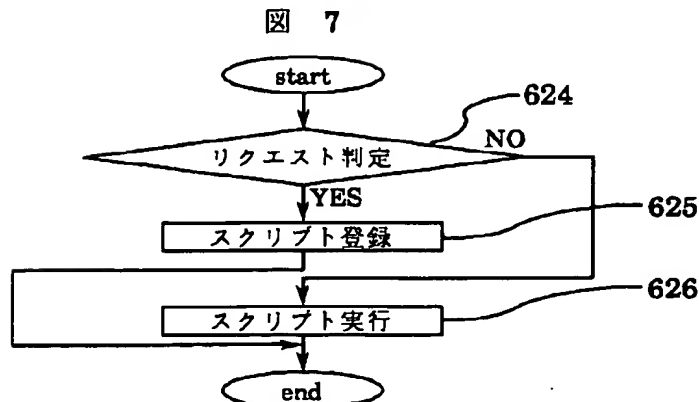 図 7
start
624
リクエスト判定
NO
YES
625
スクリプト登録
626
スクリプト実行
end